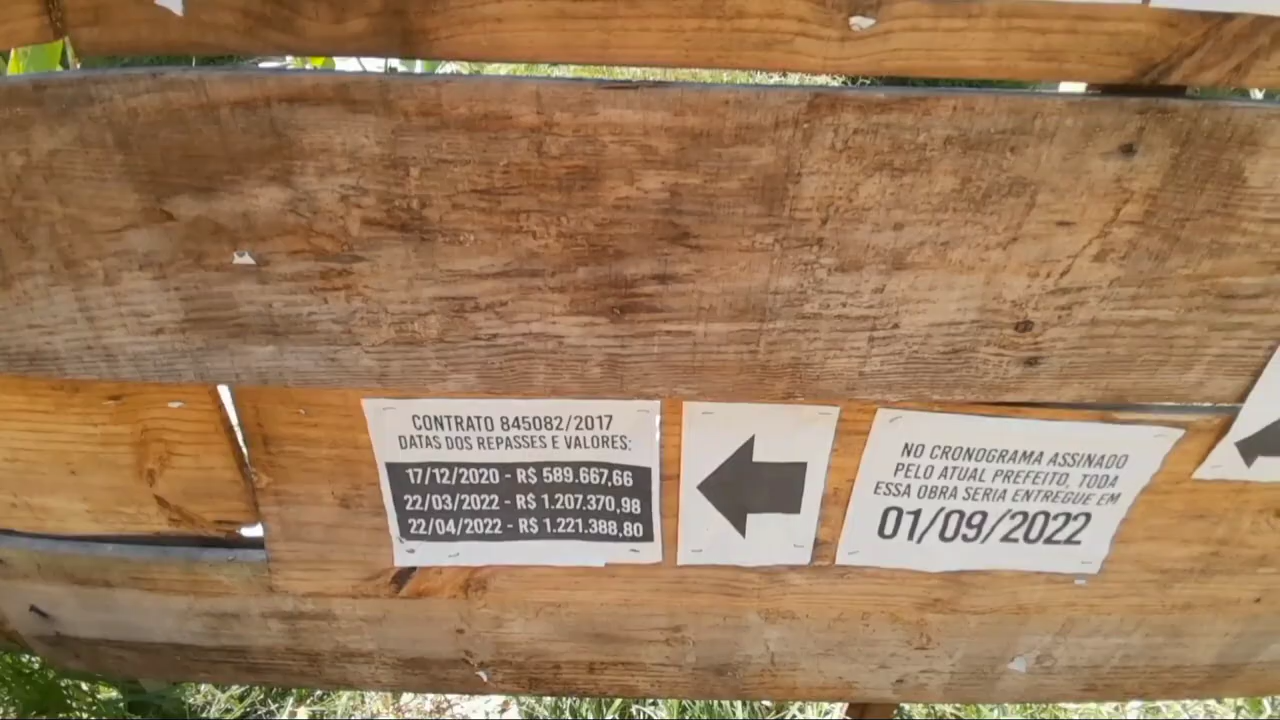 CONTRATO 845082/2017
DATAS DOS REPASSES E VALORES:
17/12/2020 - R$ 589.667,66
22/03/2022 - R$ 1.207.370,98
22/04/2022 - R$ 1.221.388,80
NO CRONOGRAMA ASSINADO
PELO ATUAL PREFEITO, TODA
ESSA OBRA SERIA ENTREGUE EM
01/09/2022